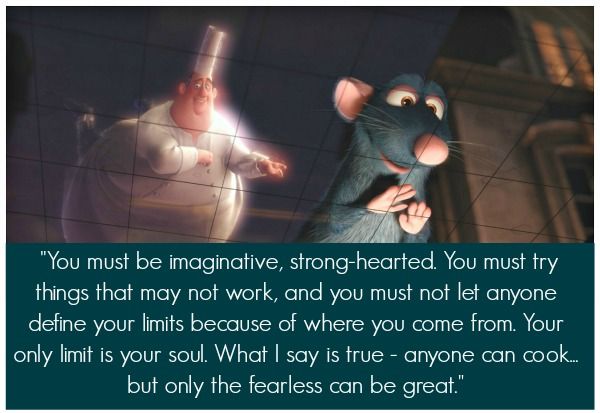 "You must be imaginative, strong-hearted. You must try
things that may not work, and you must not let anyone
define your limits because of where you come from. Your
only limit is your soul. What I say is true - anyone can cook...
but only the fearless can be great."